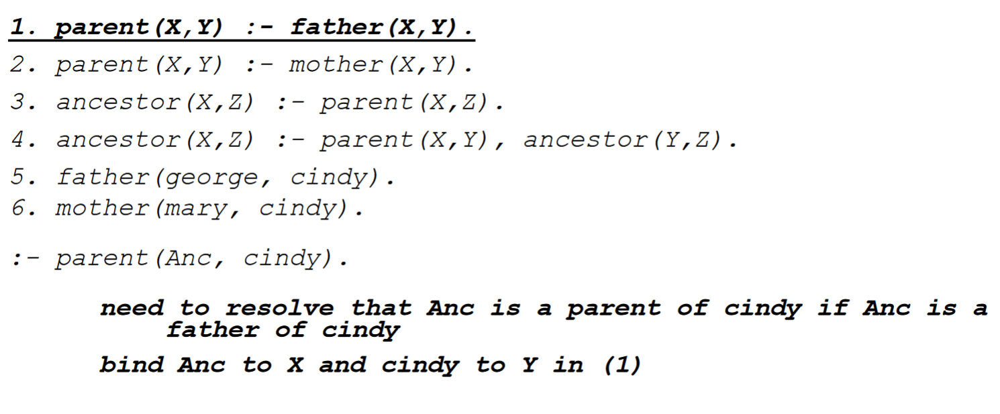 1. parent(X,Y) :- father(X,Y).
2. parent(X,Y) :- mother(X,Y).
3. ancestor(X,Z) :- parent(X,Z).
4. ancestor(X,Z) :- parent(X,Y), ancestor(Y,Z).
5. father(george, cindy).
6. mother(mary, cindy).
:- parent(Anc, cindy).
need to resolve that Anc is a parent of cindy if Anc is a
father of cindy
bind Anc to X and cindy to Y in (1)